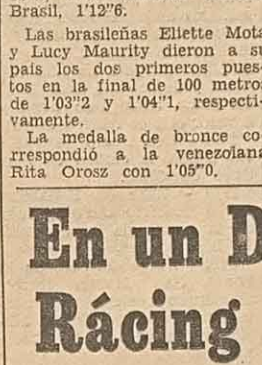 Brasil, 1'12"6.
Las brasileñas Eliette Mota
y Lucy Maurity dieron a su
país los dos primeros pues-
tos en la final de 100 metros
de 1'03"2 y 1'04"1, respecti-
vamente.
La medalla de bronce co-
rrespondió a la venezolana
Rita Orosz con 1'05"0.
En un D
Rácing